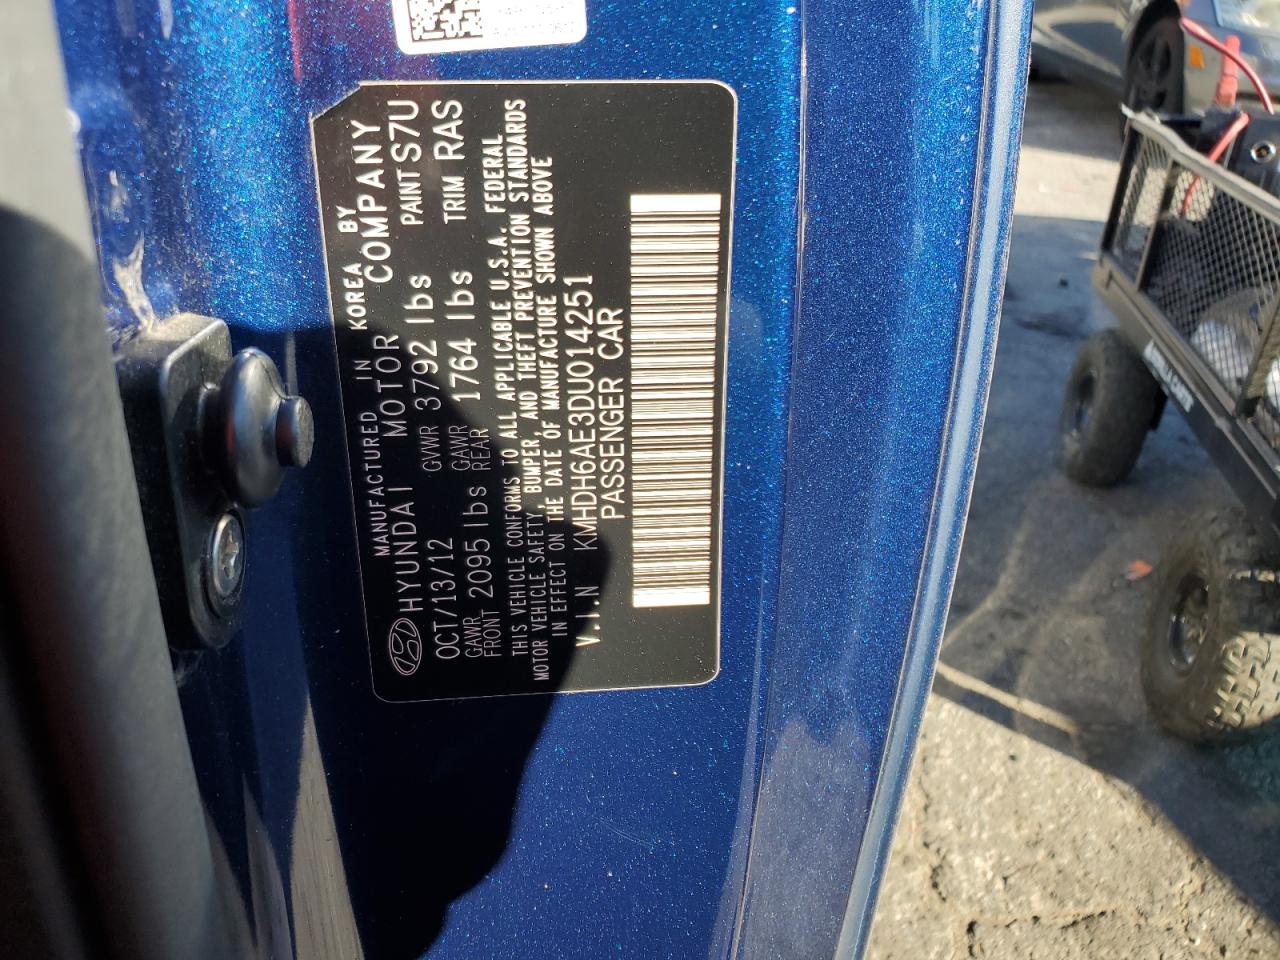 MANUFACTURED IN KOREA BY
HYUNDAI MOTOR COMPANY
OCT/13/12 GVWR 3792 lbs PAINT S7U
GAWR FRONT 2095 lbs GAWR REAR 1764 lbs TRIM RAS
THIS VEHICLE CONFORMS TO ALL APPLICABLE U.S.A. FEDERAL
MOTOR VEHICLE SAFETY, BUMPER, AND THEFT PREVENTION STANDARDS
IN EFFECT ON THE DATE OF MANUFACTURE SHOWN ABOVE
V.I.N KMHDH6AE3DU014251
PASSENGER CAR